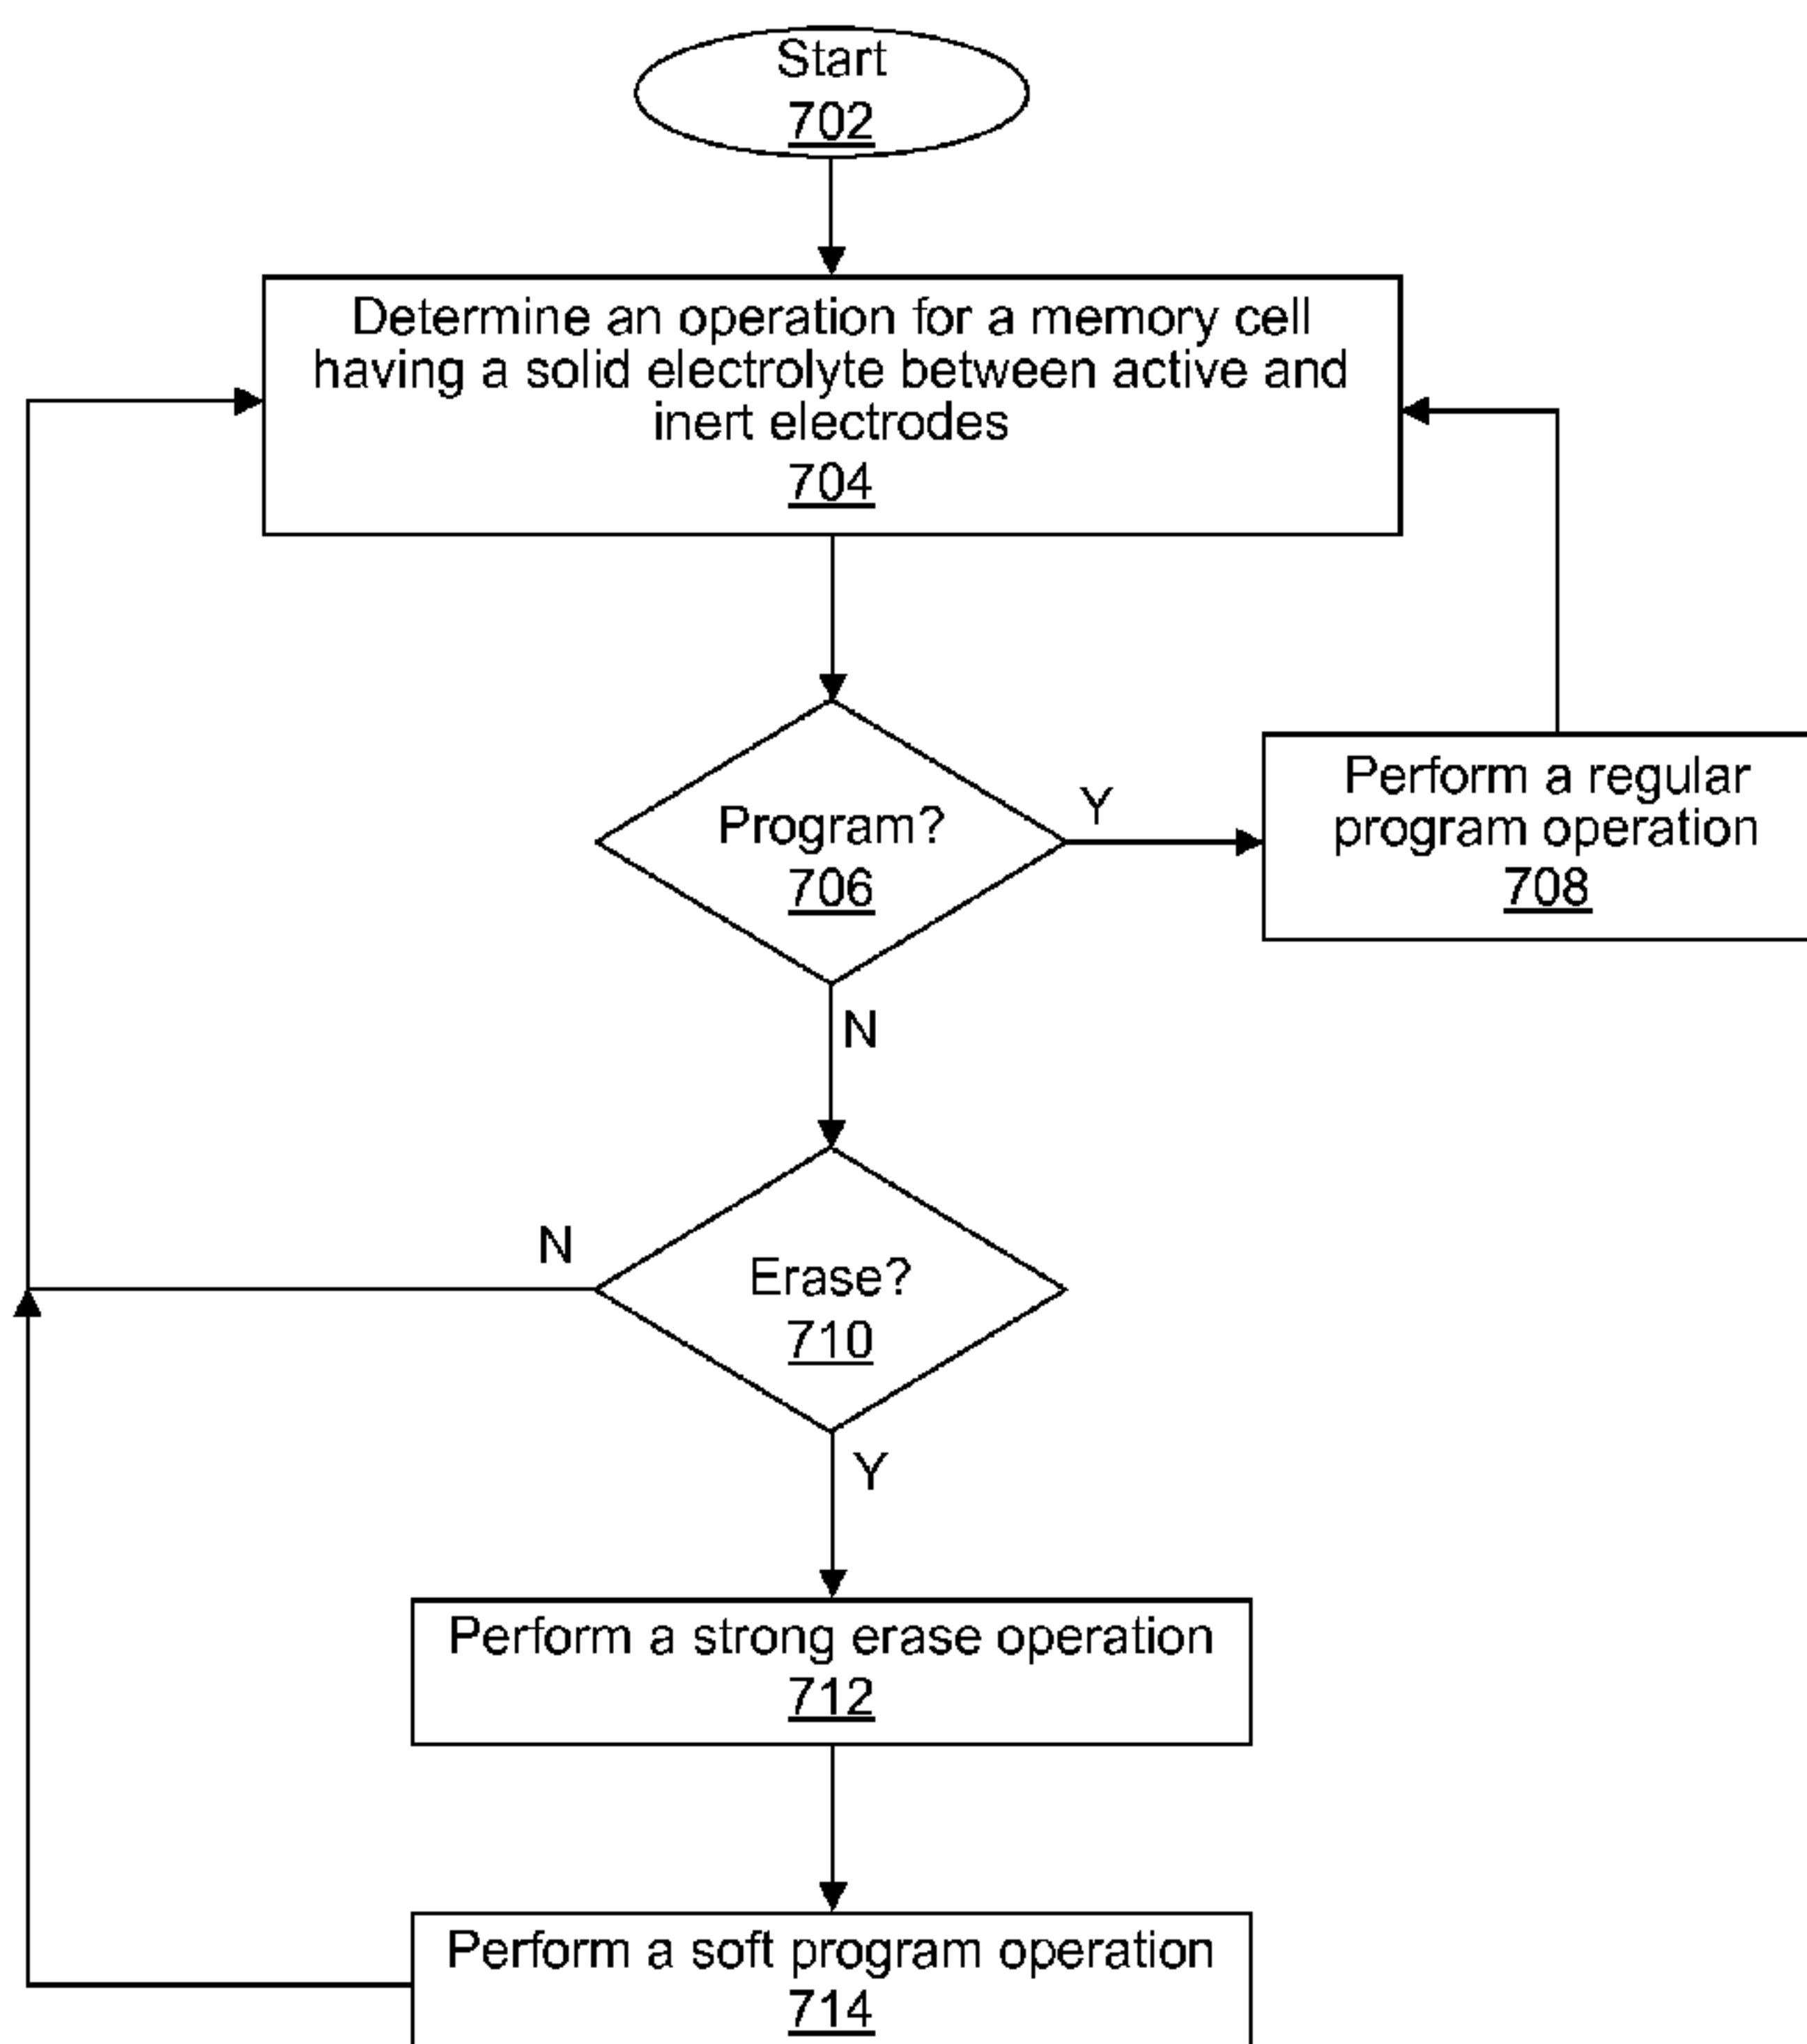 Start
702
Determine an operation for a memory cell
having a solid electrolyte between active and
inert electrodes
704
Program?
706
Y
Perform a regular
program operation
708
N
Erase?
710
N
Y
Perform a strong erase operation
712
Perform a soft program operation
714